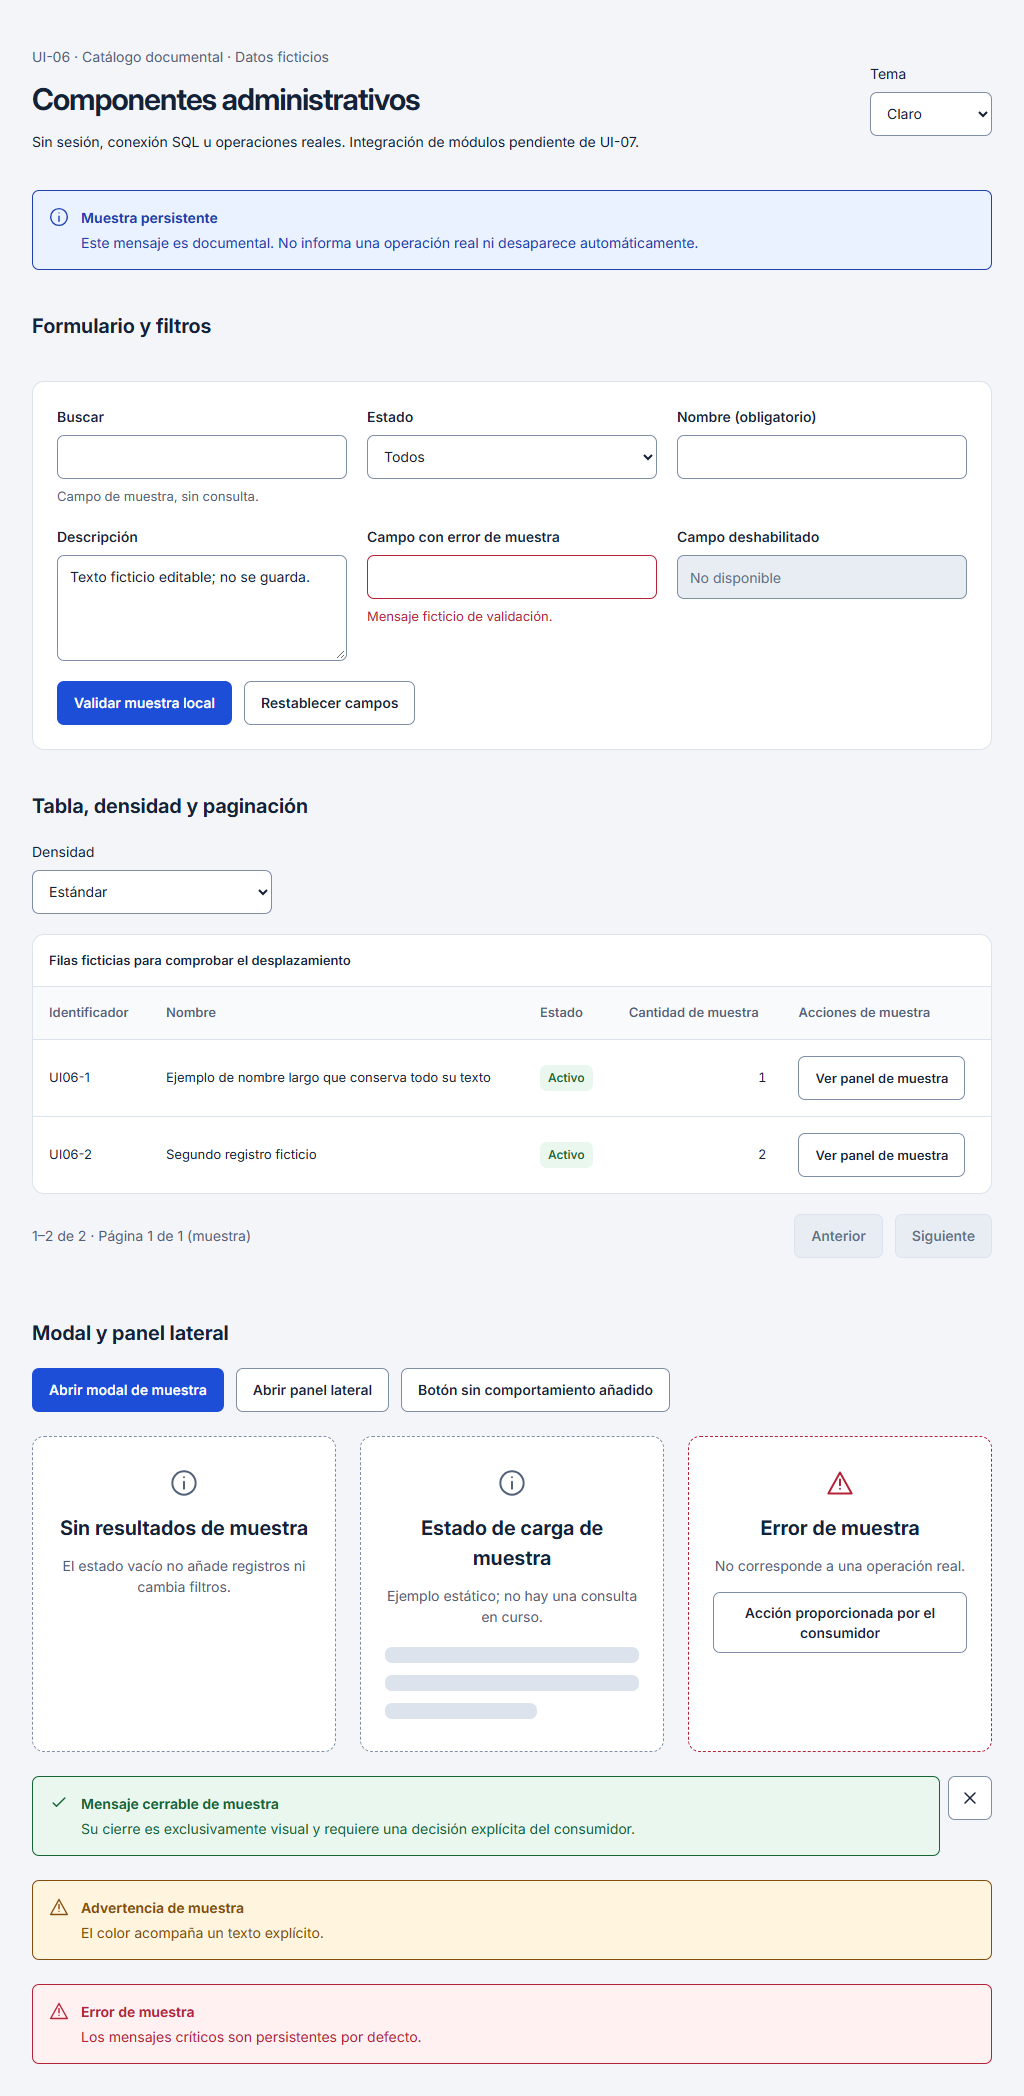 UI-06 · Catálogo documental · Datos ficticios
Componentes administrativos
Sin sesión, conexión SQL u operaciones reales. Integración de módulos pendiente de UI-07.
Tema
Claro
Muestra persistente
Este mensaje es documental. No informa una operación real ni desaparece automáticamente.
Formulario y filtros
Buscar
Estado
Nombre (obligatorio)
Todos
Campo de muestra, sin consulta.
Descripción
Campo con error de muestra
Campo deshabilitado
Texto ficticio editable; no se guarda.
No disponible
Mensaje ficticio de validación.
Validar muestra local
Restablecer campos
Tabla, densidad y paginación
Densidad
Estándar
Filas ficticias para comprobar el desplazamiento
Identificador Nombre Estado Cantidad de muestra Acciones de muestra
UI06-1 Ejemplo de nombre largo que conserva todo su texto Activo 1 Ver panel de muestra
UI06-2 Segundo registro ficticio Activo 2 Ver panel de muestra
1–2 de 2 · Página 1 de 1 (muestra)
Anterior
Siguiente
Modal y panel lateral
Abrir modal de muestra
Abrir panel lateral
Botón sin comportamiento añadido
Sin resultados de muestra
El estado vacío no añade registros ni
cambia filtros.
Estado de carga de
muestra
Ejemplo estático; no hay una consulta
en curso.
Error de muestra
No corresponde a una operación real.
Acción proporcionada por el
consumidor
Mensaje cerrable de muestra
Su cierre es exclusivamente visual y requiere una decisión explícita del consumidor.
Advertencia de muestra
El color acompaña un texto explícito.
Error de muestra
Los mensajes críticos son persistentes por defecto.